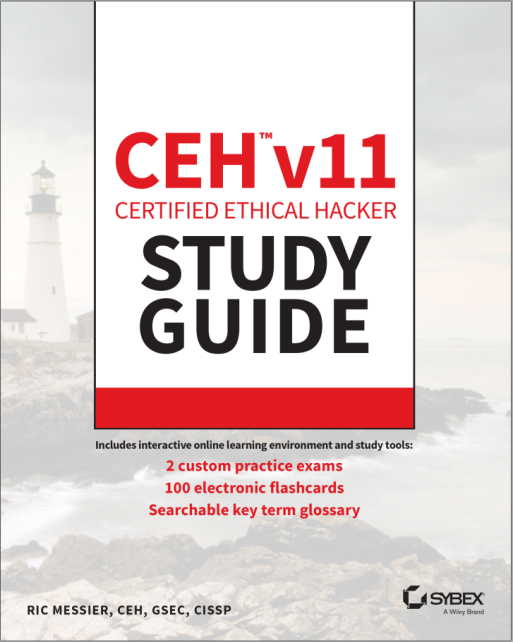 CEH™ v11
CERTIFIED ETHICAL HACKER
STUDY
GUIDE
Includes interactive online learning environment and study tools:
2 custom practice exams
100 electronic flashcards
Searchable key term glossary
RIC MESSIER, CEH, GSEC, CISSP
SYBEX
A Wiley Brand